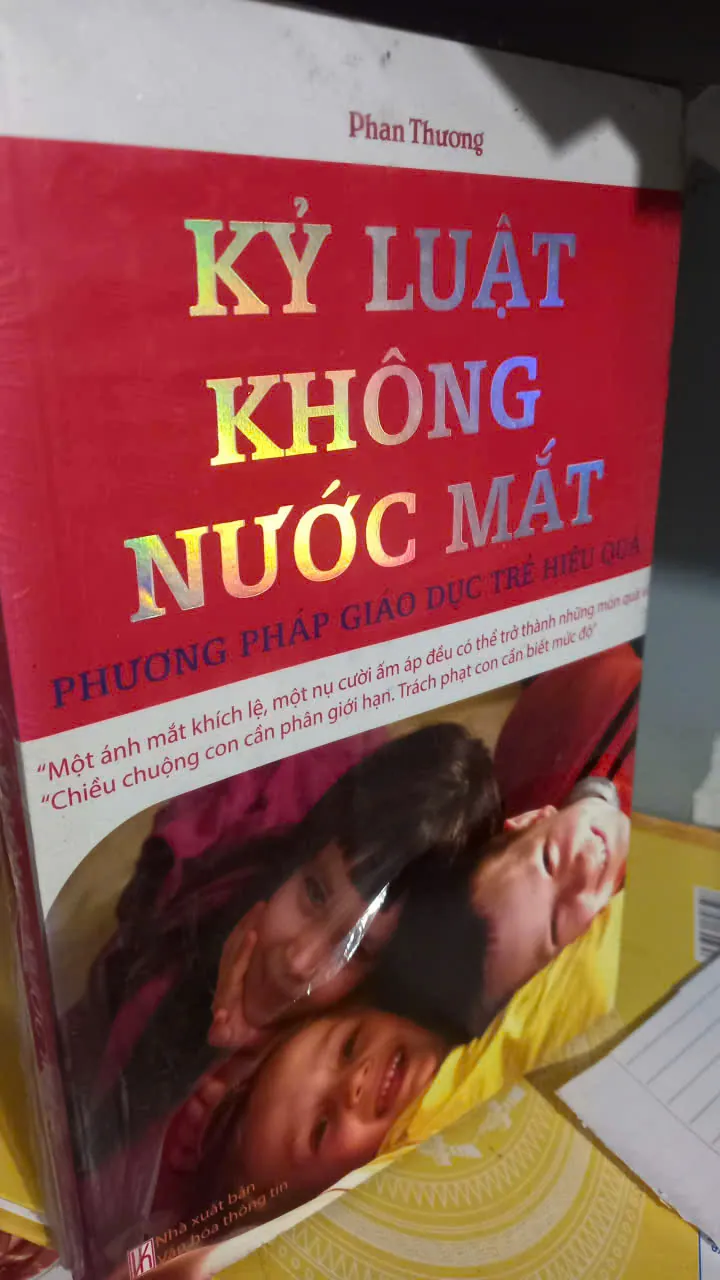 Phan Thương
KỶ LUẬT
KHÔNG
NƯỚC MẮT
PHƯƠNG PHÁP GIÁO DỤC TRẺ HIỆU QUẢ
“Một ánh mắt khích lệ, một nụ cười ấm áp đều có thể trở thành những món quà
“Chiều chuộng con cần phân giới hạn. Trách phạt con cần biết mức độ”
Nhà xuất bản
Văn hóa thông tin